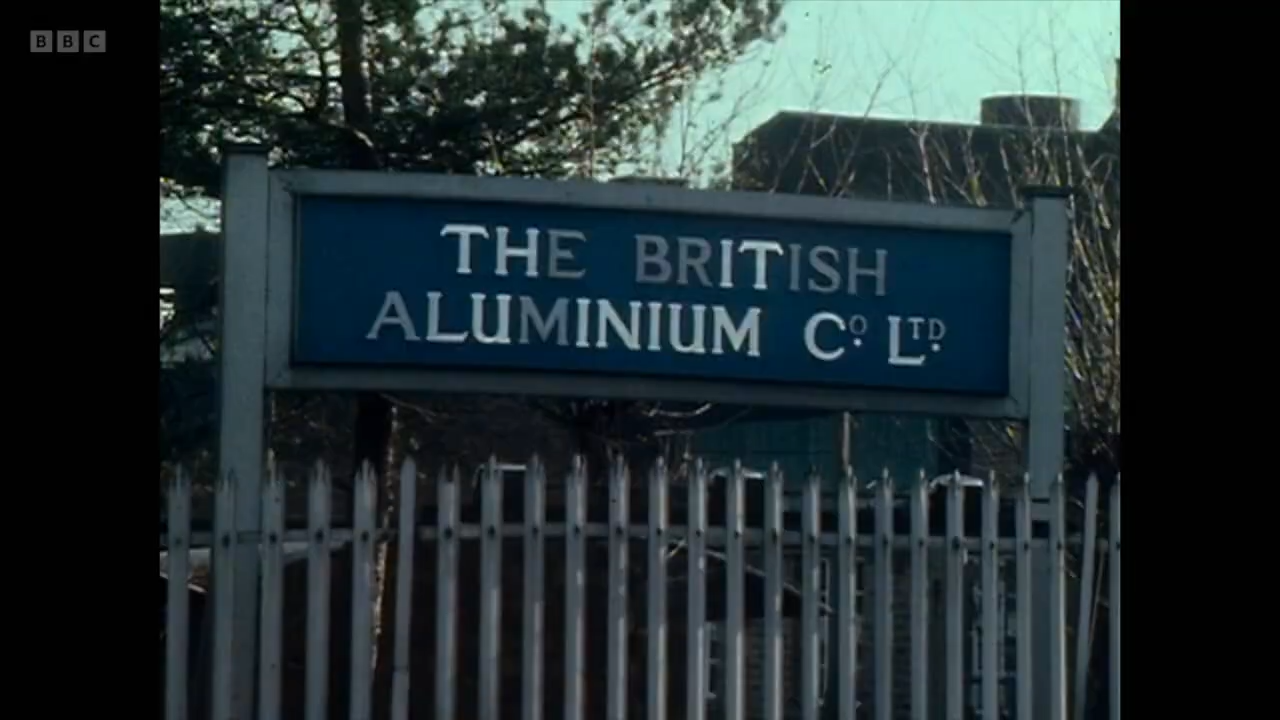 BBC
THE BRITISH
ALUMINIUM Cº. Lᵀᴰ.